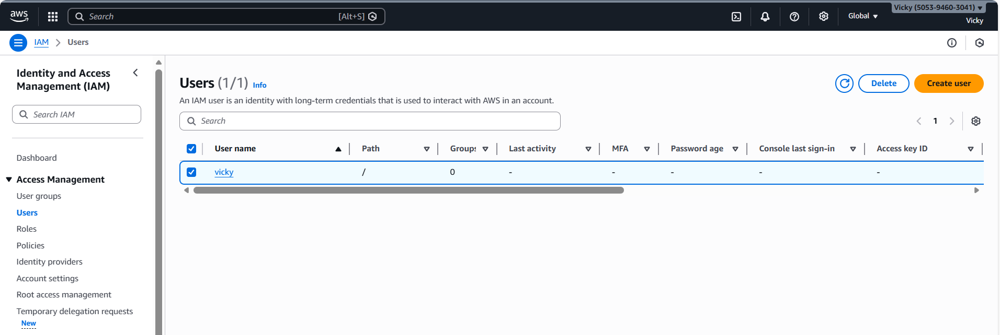 aws
Search [Alt+S]
Global
Vicky (5053-9460-3041)
Vicky
IAM > Users
Identity and Access
Management (IAM)
Search IAM
Dashboard
Access Management
User groups
Users
Roles
Policies
Identity providers
Account settings
Root access management
Temporary delegation requests
New
Users (1/1) Info
Delete
Create user
An IAM user is an identity with long-term credentials that is used to interact with AWS in an account.
Search
1
User name Path Groups Last activity MFA Password age Console last sign-in Access key ID
vicky / 0 - - - - -